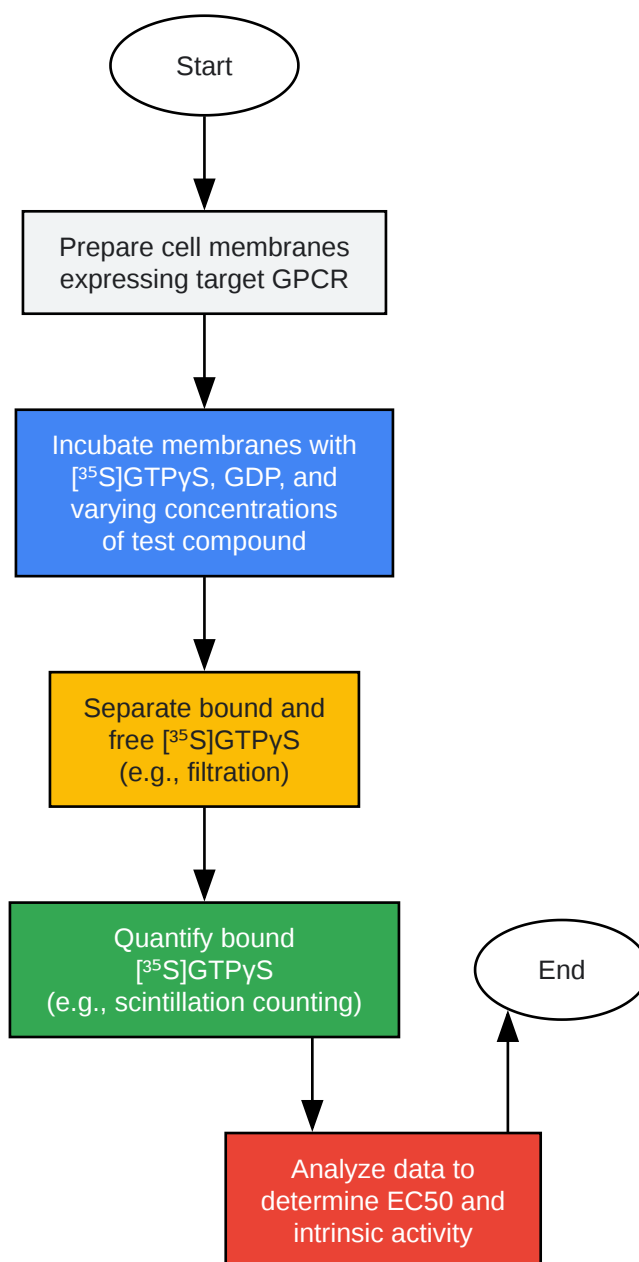 Start
Prepare cell membranes
expressing target GPCR
Incubate membranes with
[³⁵S]GTPγS, GDP, and
varying concentrations
of test compound
Separate bound and
free [³⁵S]GTPγS
(e.g., filtration)
Quantify bound
[³⁵S]GTPγS
(e.g., scintillation counting)
End
Analyze data to
determine EC50 and
intrinsic activity